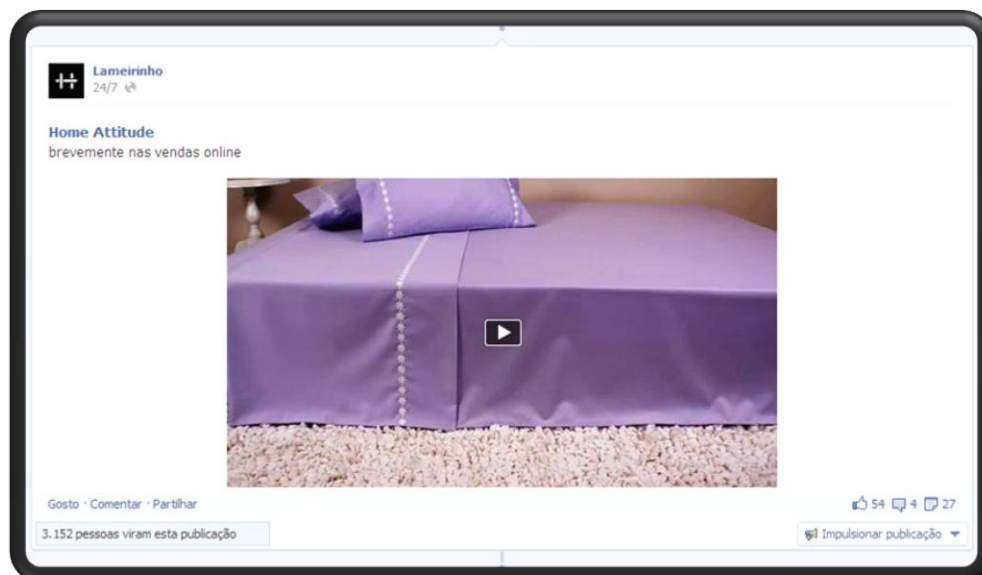 Lameirinho
24/7
Home Attitude
brevemente nas vendas online
Gosto · Comentar · Partilhar
54 4 27
3.152 pessoas viram esta publicação
Impulsionar publicação